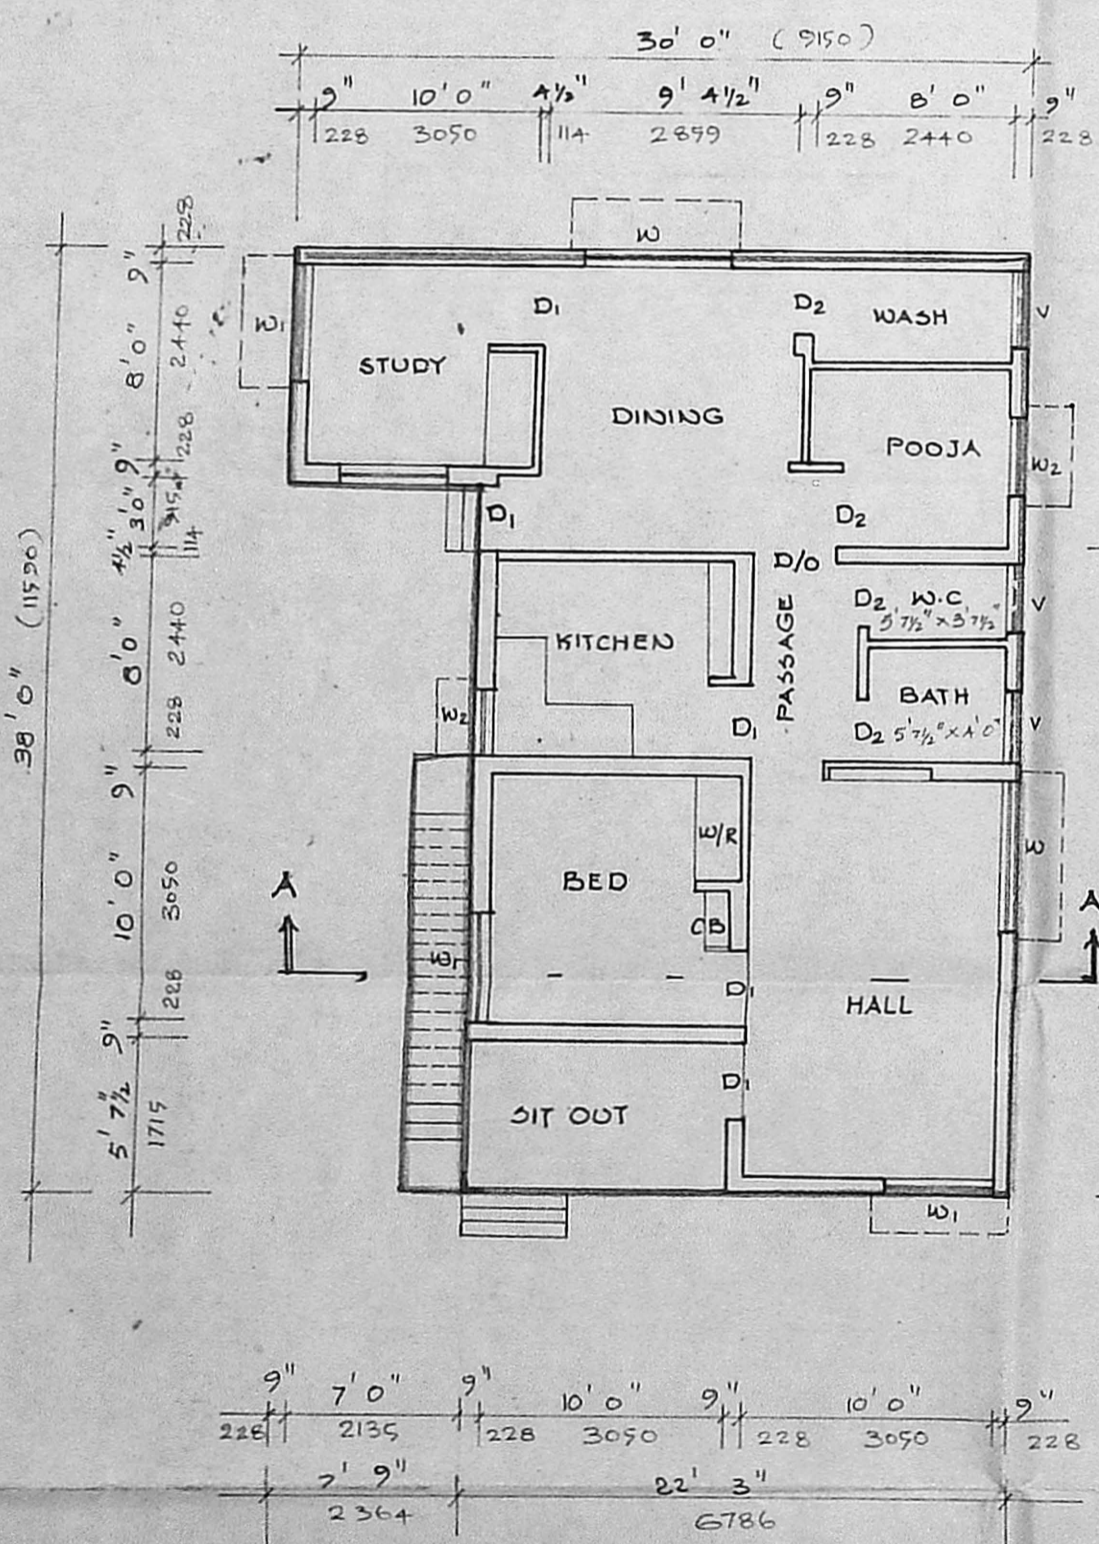 30' 0" (9150)
9" 10' 0" 4½" 9' 4½" 9" 8' 0" 9"
228 3050 114 2859 228 2440 228
W
D1 D2 WASH V
W1
STUDY
DINING
POOJA
W2
D1 D2
D/O
D2 W.C
5' 7½" × 3' 7½"
V
KITCHEN
PASSAGE
BATH
W2
D1
D2 5' 7½" × 4' 0"
V
W/R
W
BED
CB
A A
W1
D1
HALL
D1
SIT OUT
W1
38' 0" (11590)
9" 8' 0" 9" 3' 0" 4½" 8' 0" 9" 10' 0" 9" 5' 7½"
228 2440 228 915 114 2440 228 3050 228 1715
9" 7' 0" 9" 10' 0" 9" 10' 0" 9"
228 2135 228 3050 228 3050 228
7' 9" 22' 3"
2364 6786